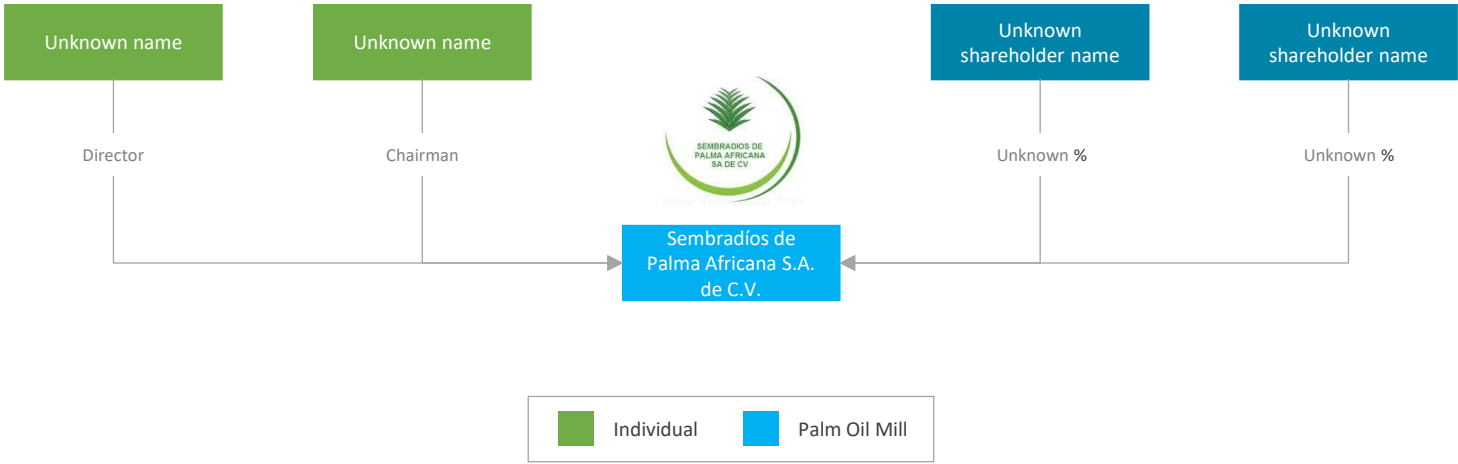 Unknown name
Unknown name
Unknown
shareholder name
Unknown
shareholder name
SEMBRADIOS DE
PALMA AFRICANA
SA DE CV
Director
Chairman
Unknown %
Unknown %
Sembradíos de
Palma Africana S.A.
de C.V.
Individual
Palm Oil Mill